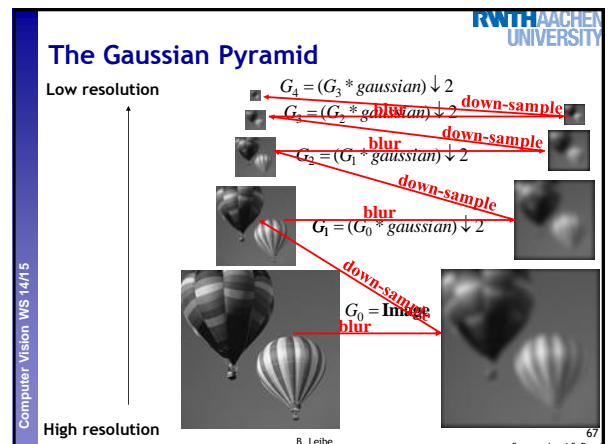 RWTH AACHEN
UNIVERSITY
The Gaussian Pyramid
Low resolution
G₄ = (G₃ * gaussian) ↓ 2
down-sample
G₃ = (G₂ * gaussian) ↓ 2
blur
down-sample
blur
G₂ = (G₁ * gaussian) ↓ 2
down-sample
blur
G₁ = (G₀ * gaussian) ↓ 2
down-sample
G₀ = Image
blur
Computer Vision WS 14/15
High resolution
B. Leibe
67